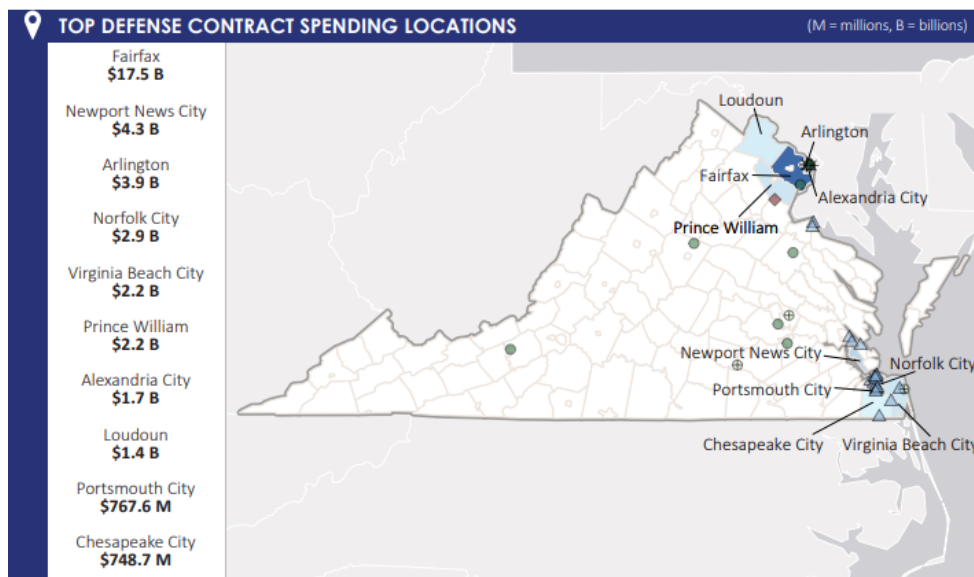 TOP DEFENSE CONTRACT SPENDING LOCATIONS
(M = millions, B = billions)
Fairfax
$17.5 B
Newport News City
$4.3 B
Arlington
$3.9 B
Norfolk City
$2.9 B
Virginia Beach City
$2.2 B
Prince William
$2.2 B
Alexandria City
$1.7 B
Loudoun
$1.4 B
Portsmouth City
$767.6 M
Chesapeake City
$748.7 M
Loudoun
Arlington
Fairfax
Alexandria City
Prince William
Newport News City
Norfolk City
Portsmouth City
Chesapeake City
Virginia Beach City